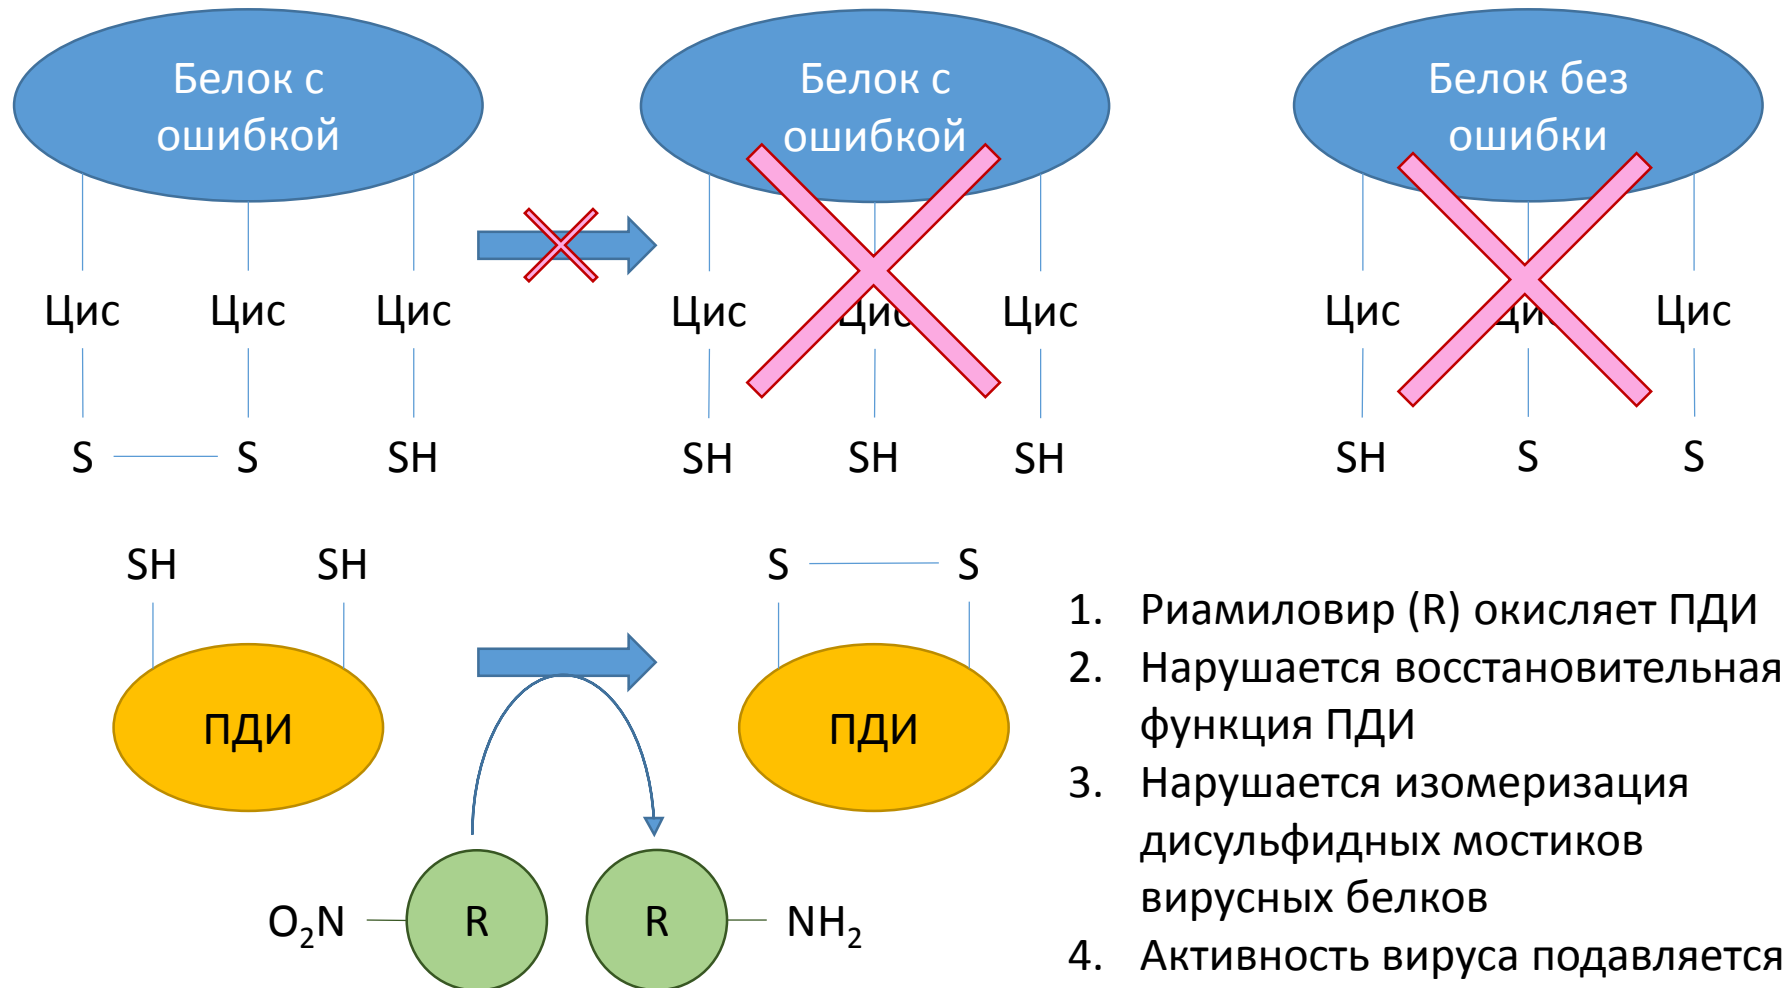 Белок с
ошибкой
Белок с
ошибкой
Белок без
ошибки
Цис Цис Цис
Цис Цис Цис
Цис Цис Цис
S S SH
SH SH SH
SH S S
SH SH
S S
ПДИ
ПДИ
O₂N R
R NH₂
1. Риамиловир (R) окисляет ПДИ
2. Нарушается восстановительная
функция ПДИ
3. Нарушается изомеризация
дисульфидных мостиков
вирусных белков
4. Активность вируса подавляется